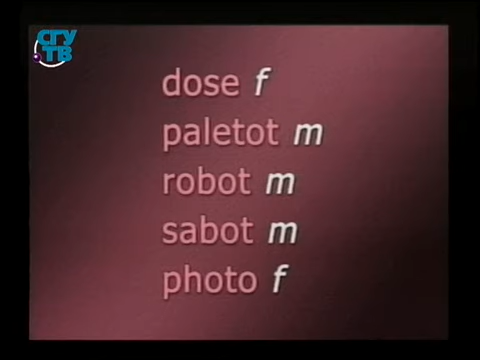 СГУ
ТВ
dose f
paletot m
robot m
sabot m
photo f